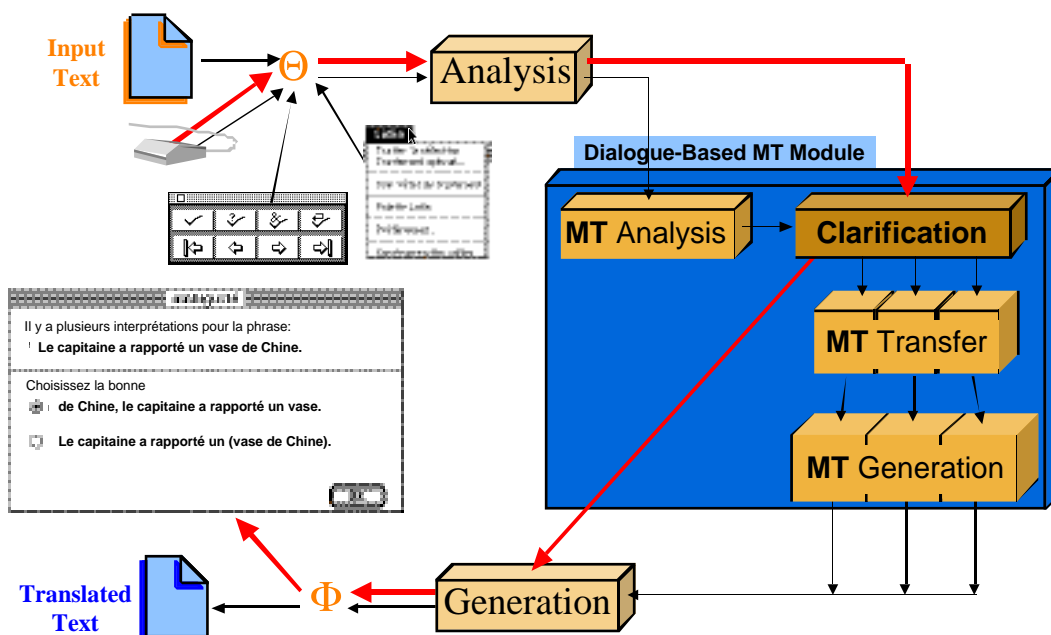 Input
Text
Θ
Analysis
Dialogue-Based MT Module
MT Analysis
Clarification
MT Transfer
MT Generation
ambiguïté
Il y a plusieurs interprétations pour la phrase:
Le capitaine a rapporté un vase de Chine.
Choisissez la bonne
de Chine, le capitaine a rapporté un vase.
Le capitaine a rapporté un (vase de Chine).
OK
Translated
Text
Φ
Generation